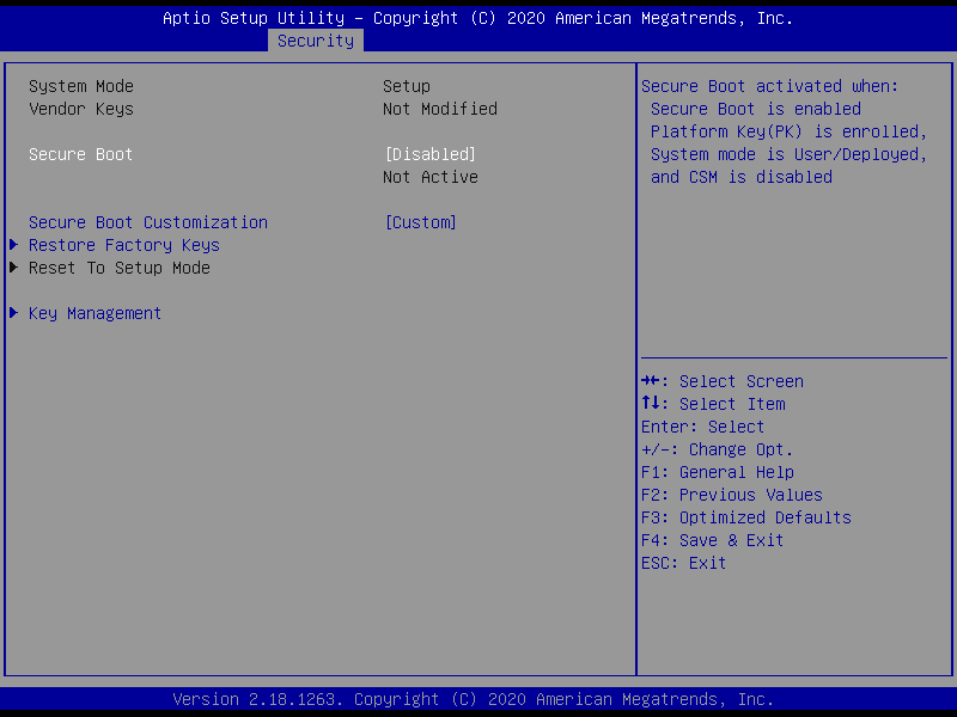 Aptio Setup Utility – Copyright (C) 2020 American Megatrends, Inc.
Security
System Mode Setup
Vendor Keys Not Modified
Secure Boot [Disabled]
Not Active
Secure Boot Customization [Custom]
Restore Factory Keys
Reset To Setup Mode
Key Management
Secure Boot activated when:
Secure Boot is enabled
Platform Key(PK) is enrolled,
System mode is User/Deployed,
and CSM is disabled
→←: Select Screen
↑↓: Select Item
Enter: Select
+/-: Change Opt.
F1: General Help
F2: Previous Values
F3: Optimized Defaults
F4: Save & Exit
ESC: Exit
Version 2.18.1263. Copyright (C) 2020 American Megatrends, Inc.